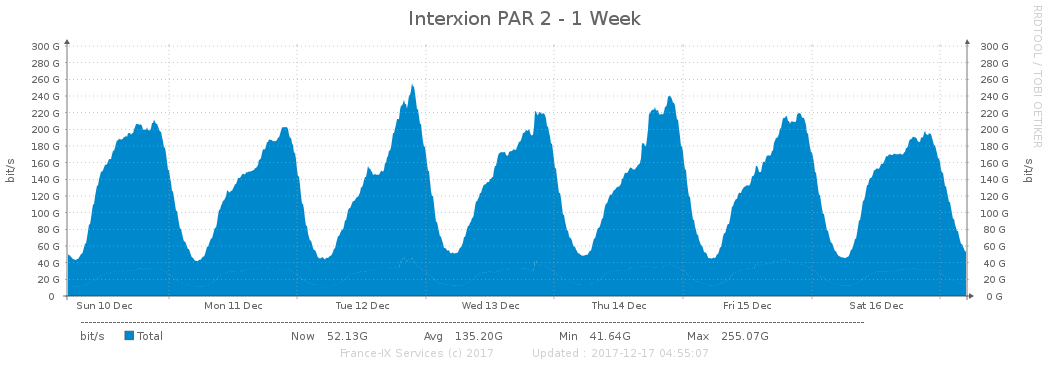 Interxion PAR 2 - 1 Week
RRDTOOL / TOBI OETIKER
300 G 300 G
280 G 280 G
260 G 260 G
240 G 240 G
220 G 220 G
200 G 200 G
180 G 180 G
160 G 160 G
140 G 140 G
120 G 120 G
100 G 100 G
80 G 80 G
60 G 60 G
40 G 40 G
20 G 20 G
0 0 G
bit/s bit/s
Sun 10 Dec Mon 11 Dec Tue 12 Dec Wed 13 Dec Thu 14 Dec Fri 15 Dec Sat 16 Dec
bit/s Total Now 52.13G Avg 135.20G Min 41.64G Max 255.07G
France-IX Services (c) 2017 Updated : 2017-12-17 04:55:07